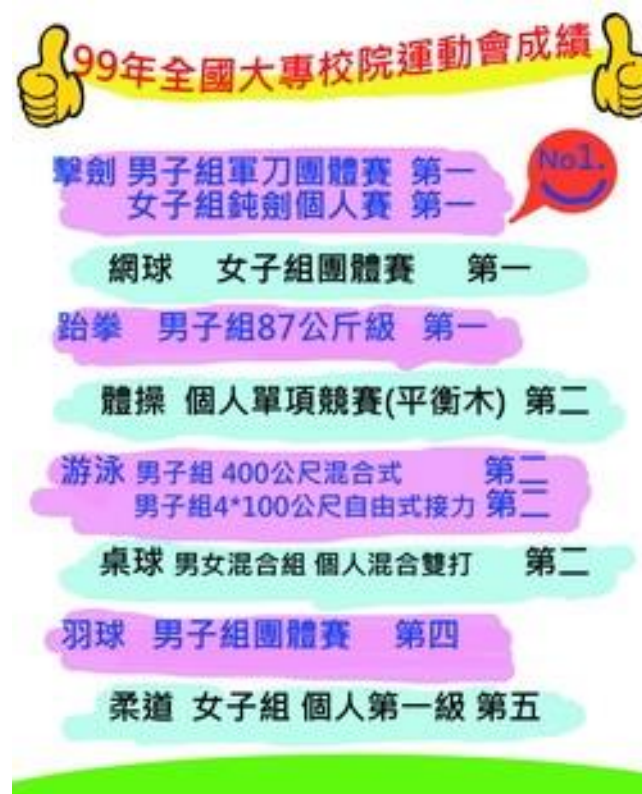 99年全國大專校院運動會成績
No1.
擊劍 男子組軍刀團體賽 第一
女子組鈍劍個人賽 第一
網球 女子組團體賽 第一
跆拳 男子組87公斤級 第一
體操 個人單項競賽(平衡木) 第二
游泳 男子組 400公尺混合式 第二
男子組4*100公尺自由式接力 第二
桌球 男女混合組 個人混合雙打 第二
羽球 男子組團體賽 第四
柔道 女子組 個人第一級 第五